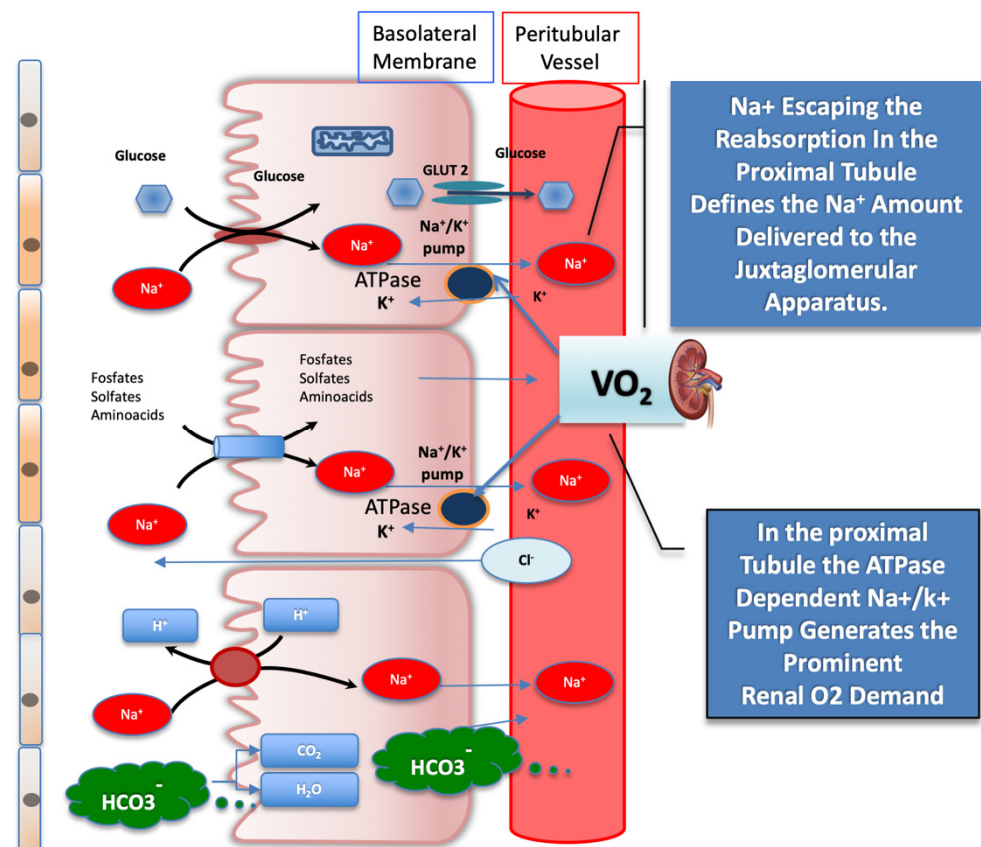 Basolateral
Membrane
Peritubular
Vessel
Na+ Escaping the
Reabsorption In the
Proximal Tubule
Defines the Na⁺ Amount
Delivered to the
Juxtaglomerular
Apparatus.
Glucose
Glucose
GLUT 2
Glucose
Na⁺
Na⁺
Na⁺/K⁺
pump
ATPase
K⁺
K⁺
Na⁺
VO₂
Fosfates
Solfates
Aminoacids
Fosfates
Solfates
Aminoacids
Na⁺
Na⁺
Na⁺/K⁺
pump
ATPase
K⁺
K⁺
Na⁺
Cl⁻
In the proximal
Tubule the ATPase
Dependent Na+/k+
Pump Generates the
Prominent
Renal O2 Demand
H⁺
H⁺
Na⁺
Na⁺
Na⁺
HCO3⁻
CO₂
H₂O
HCO3⁻